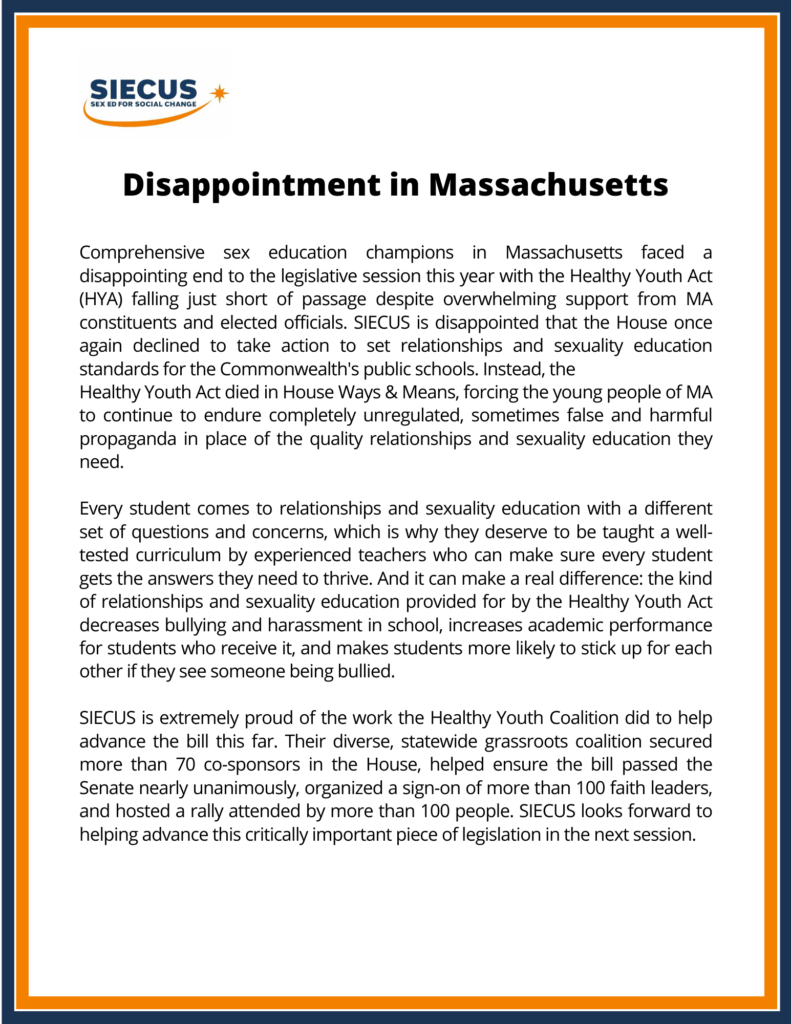 SIECUS
SEX ED FOR SOCIAL CHANGE
Disappointment in Massachusetts
Comprehensive sex education champions in Massachusetts faced a
disappointing end to the legislative session this year with the Healthy Youth Act
(HYA) falling just short of passage despite overwhelming support from MA
constituents and elected officials. SIECUS is disappointed that the House once
again declined to take action to set relationships and sexuality education
standards for the Commonwealth's public schools. Instead, the
Healthy Youth Act died in House Ways & Means, forcing the young people of MA
to continue to endure completely unregulated, sometimes false and harmful
propaganda in place of the quality relationships and sexuality education they
need.
Every student comes to relationships and sexuality education with a different
set of questions and concerns, which is why they deserve to be taught a well-
tested curriculum by experienced teachers who can make sure every student
gets the answers they need to thrive. And it can make a real difference: the kind
of relationships and sexuality education provided for by the Healthy Youth Act
decreases bullying and harassment in school, increases academic performance
for students who receive it, and makes students more likely to stick up for each
other if they see someone being bullied.
SIECUS is extremely proud of the work the Healthy Youth Coalition did to help
advance the bill this far. Their diverse, statewide grassroots coalition secured
more than 70 co-sponsors in the House, helped ensure the bill passed the
Senate nearly unanimously, organized a sign-on of more than 100 faith leaders,
and hosted a rally attended by more than 100 people. SIECUS looks forward to
helping advance this critically important piece of legislation in the next session.